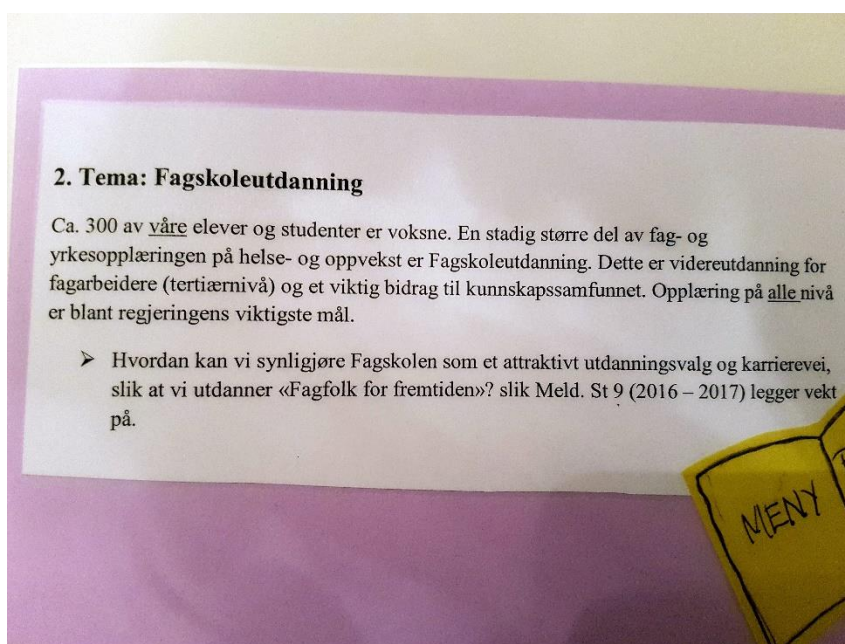 2. Tema: Fagskoleutdanning
Ca. 300 av våre elever og studenter er voksne. En stadig større del av fag- og
yrkesopplæringen på helse- og oppvekst er Fagskoleutdanning. Dette er videreutdanning for
fagarbeidere (tertiærnivå) og et viktig bidrag til kunnskapssamfunnet. Opplæring på alle nivå
er blant regjeringens viktigste mål.
➤ Hvordan kan vi synligjøre Fagskolen som et attraktivt utdanningsvalg og karrierevei,
slik at vi utdanner «Fagfolk for fremtiden»? slik Meld. St 9 (2016 – 2017) legger vekt
på.
MENY